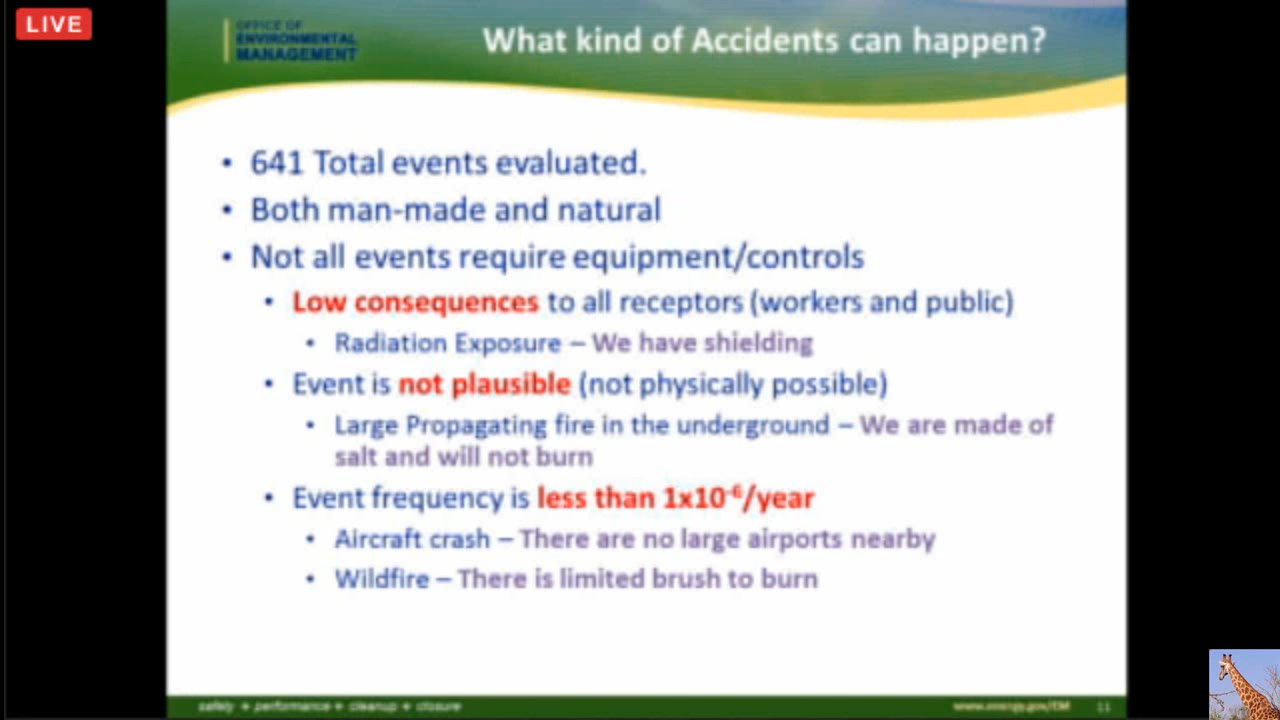 LIVE
OFFICE OF
ENVIRONMENTAL
MANAGEMENT
What kind of Accidents can happen?
• 641 Total events evaluated.
• Both man-made and natural
• Not all events require equipment/controls
• Low consequences to all receptors (workers and public)
• Radiation Exposure – We have shielding
• Event is not plausible (not physically possible)
• Large Propagating fire in the underground – We are made of
salt and will not burn
• Event frequency is less than 1x10⁻⁶/year
• Aircraft crash – There are no large airports nearby
• Wildfire – There is limited brush to burn
safety + performance + cleanup + closure
www.energy.gov/EM 11